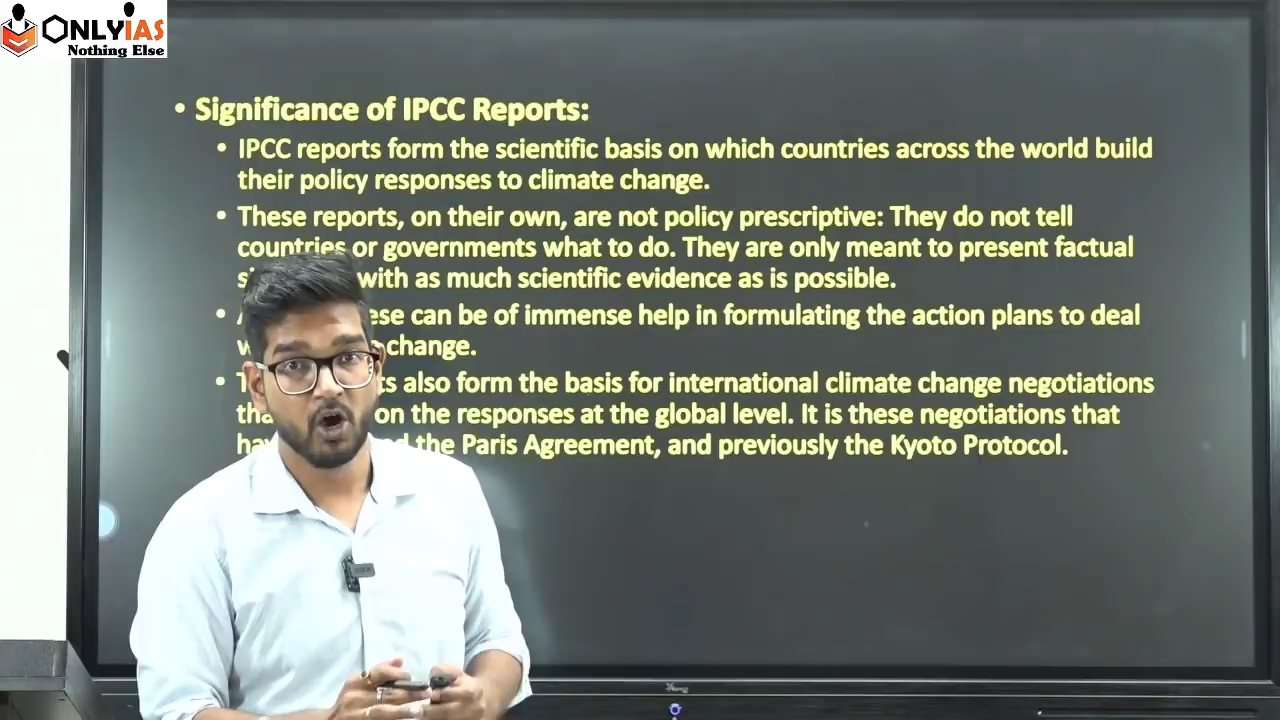 ONLYIAS
Nothing Else
• Significance of IPCC Reports:
• IPCC reports form the scientific basis on which countries across the world build
their policy responses to climate change.
• These reports, on their own, are not policy prescriptive: They do not tell
countries or governments what to do. They are only meant to present factual
with as much scientific evidence as is possible.
• can be of immense help in formulating the action plans to deal
change.
• also form the basis for international climate change negotiations
on the responses at the global level. It is these negotiations that
the Paris Agreement, and previously the Kyoto Protocol.